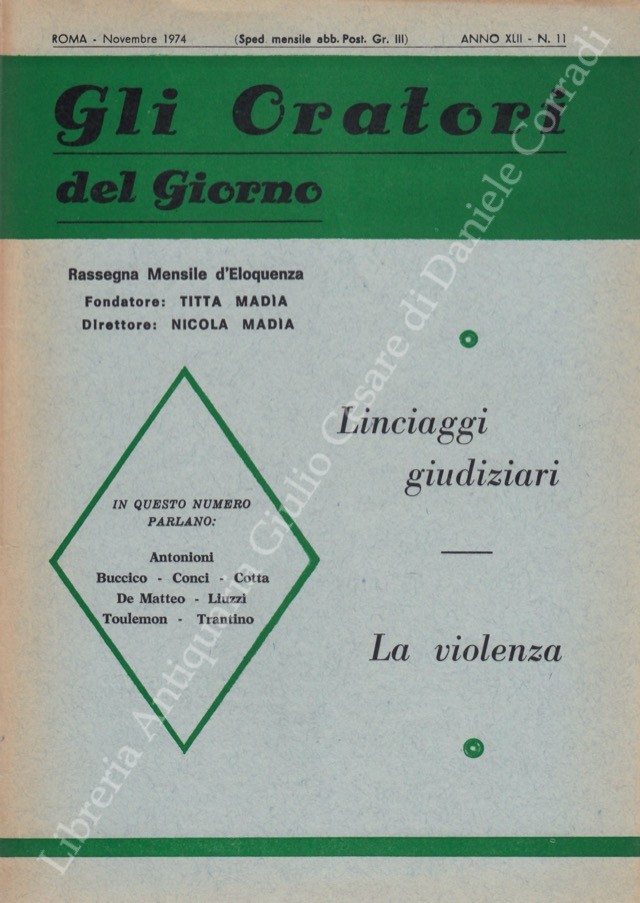 ROMA - Novembre 1974 (Sped. mensile abb. Post. Gr. III) ANNO XLII - N. 11
Gli Oratori
del Giorno
Rassegna Mensile d'Eloquenza
Fondatore: TITTA MADÌA
Direttore: NICOLA MADÌA
Linciaggi
giudiziari
La violenza
IN QUESTO NUMERO
PARLANO:
Antonioni
Buccico - Conci - Cotta
De Matteo - Liuzzi
Toulemon - Trantino
Libreria Antiquaria Giulio Cesare di Daniele Corradi